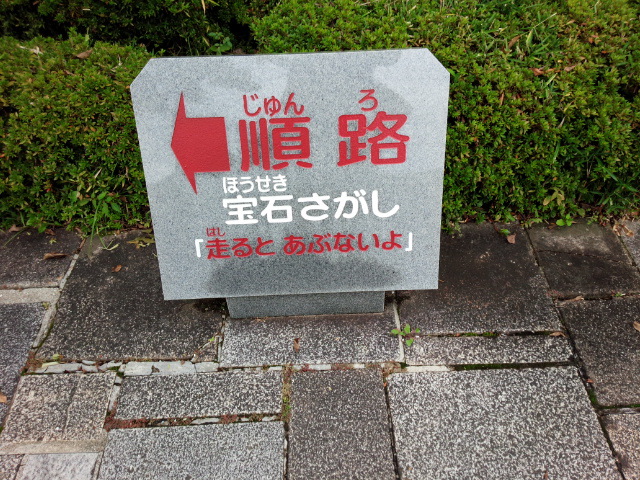 じゅん ろ
順路
ほうせき
宝石さがし
はし
「走ると あぶないよ」